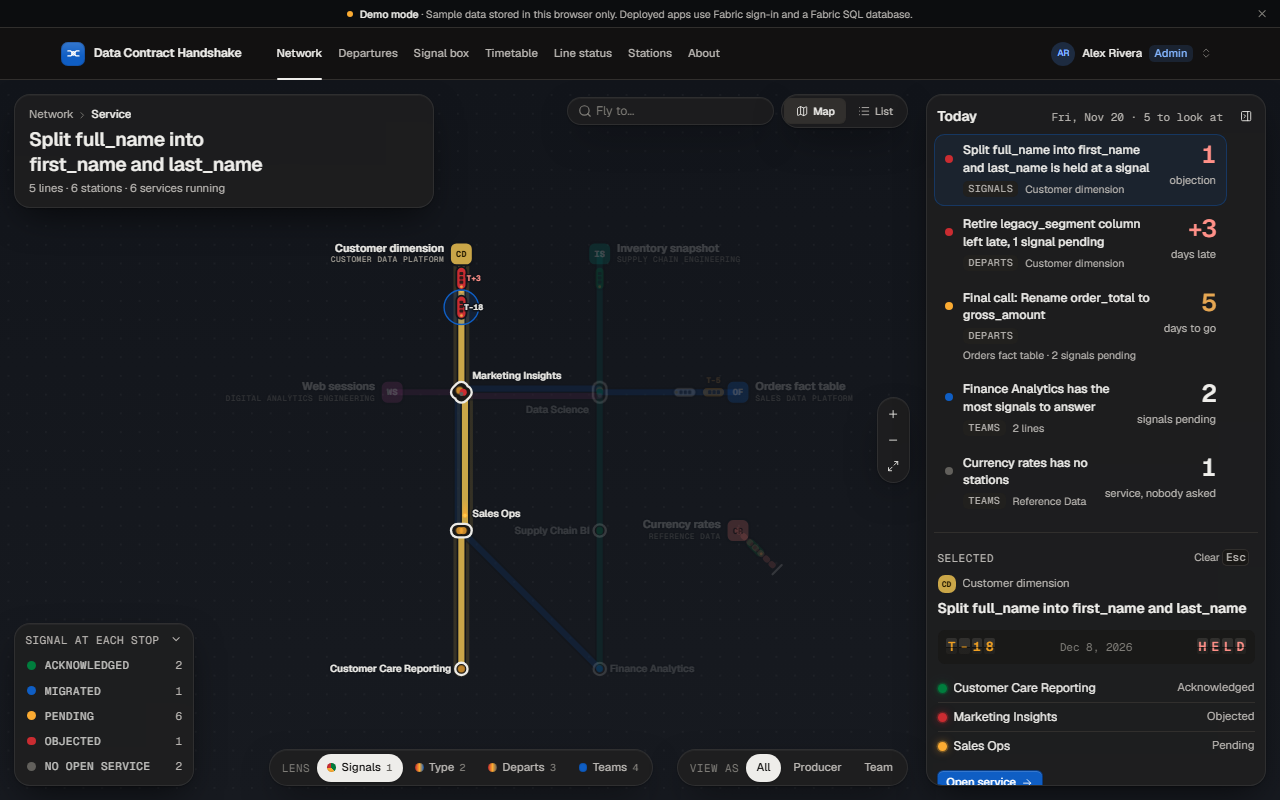 Demo mode · Sample data stored in this browser only. Deployed apps use Fabric sign-in and a Fabric SQL database.
Data Contract Handshake
Network
Departures
Signal box
Timetable
Line status
Stations
About
AR
Alex Rivera
Admin
Network > Service
Split full_name into
first_name and last_name
5 lines · 6 stations · 6 services running
Fly to...
Map
List
Customer dimension
CUSTOMER DATA PLATFORM
CD
T+3
T-18
Inventory snapshot
SUPPLY CHAIN ENGINEERING
IS
Marketing Insights
Web sessions
DIGITAL ANALYTICS ENGINEERING
WS
Data Science
T-5
OF
Orders fact table
SALES DATA PLATFORM
Sales Ops
Supply Chain BI
Currency rates
REFERENCE DATA
Customer Care Reporting
Finance Analytics
SIGNAL AT EACH STOP
ACKNOWLEDGED 2
MIGRATED 1
PENDING 6
OBJECTED 1
NO OPEN SERVICE 2
LENS
Signals 1
Type 2
Departs 3
Teams 4
VIEW AS
All
Producer
Team
Today
Fri, Nov 20 · 5 to look at
Split full_name into first_name
and last_name is held at a signal
SIGNALS Customer dimension
1
objection
Retire legacy_segment column
left late, 1 signal pending
DEPARTS Customer dimension
+3
days late
Final call: Rename order_total to
gross_amount
DEPARTS
Orders fact table · 2 signals pending
5
days to go
Finance Analytics has the
most signals to answer
TEAMS 2 lines
2
signals pending
Currency rates has no
stations
TEAMS Reference Data
1
service, nobody asked
SELECTED
Clear Esc
CD Customer dimension
Split full_name into first_name and last_name
T-18
Dec 8, 2026
HELD
Customer Care Reporting Acknowledged
Marketing Insights Objected
Sales Ops Pending
Open service →